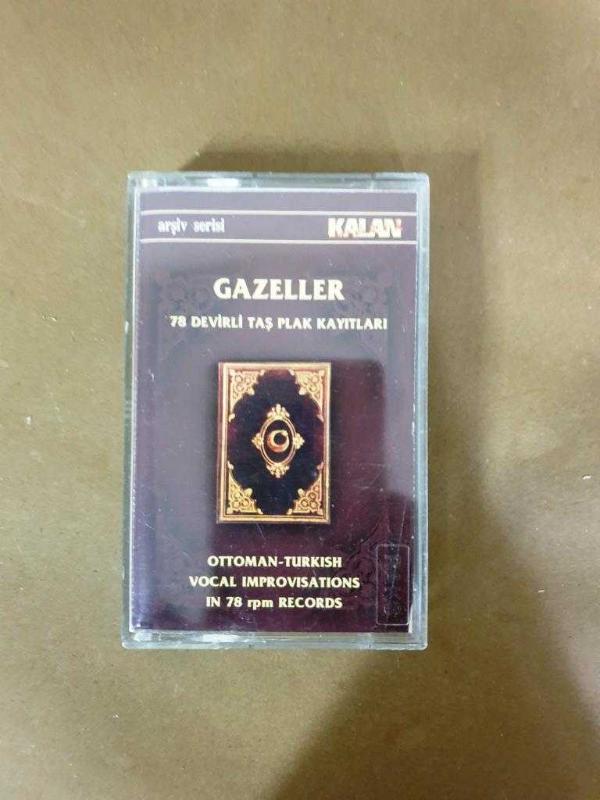 arşiv serisi
KALAN
GAZELLER
78 DEVİRLİ TAŞ PLAK KAYITLARI
OTTOMAN-TURKISH
VOCAL IMPROVISATIONS
IN 78 rpm RECORDS